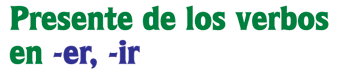 Presente de los verbos
en -er, -ir